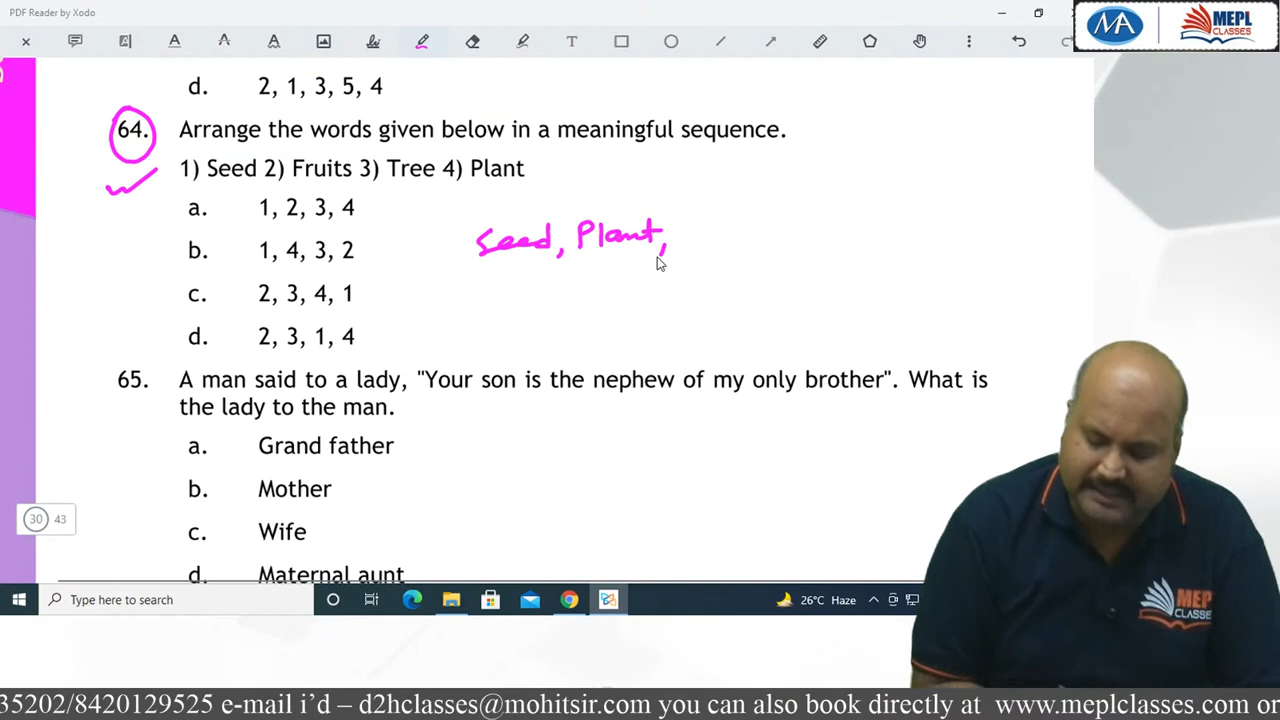 PDF Reader by Xodo
MA
MEPL
CLASSES
d. 2, 1, 3, 5, 4
64. Arrange the words given below in a meaningful sequence.
1) Seed 2) Fruits 3) Tree 4) Plant
a. 1, 2, 3, 4
b. 1, 4, 3, 2
seed, Plant,
c. 2, 3, 4, 1
d. 2, 3, 1, 4
65. A man said to a lady, "Your son is the nephew of my only brother". What is
the lady to the man.
a. Grand father
b. Mother
30 43
c. Wife
d. Maternal aunt
Type here to search
26°C Haze
MEPL
CLASSES
35202/8420129525 e-mail i'd – d2hclasses@mohitsir.com you can also book directly at www.meplclasses.com or